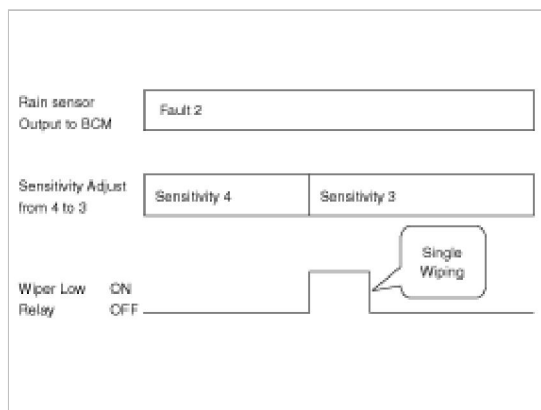 Rain sensor
Output to BCM
Fault 2
Sensitivity Adjust
from 4 to 3
Sensitivity 4
Sensitivity 3
Single
Wiping
Wiper Low ON
Relay OFF